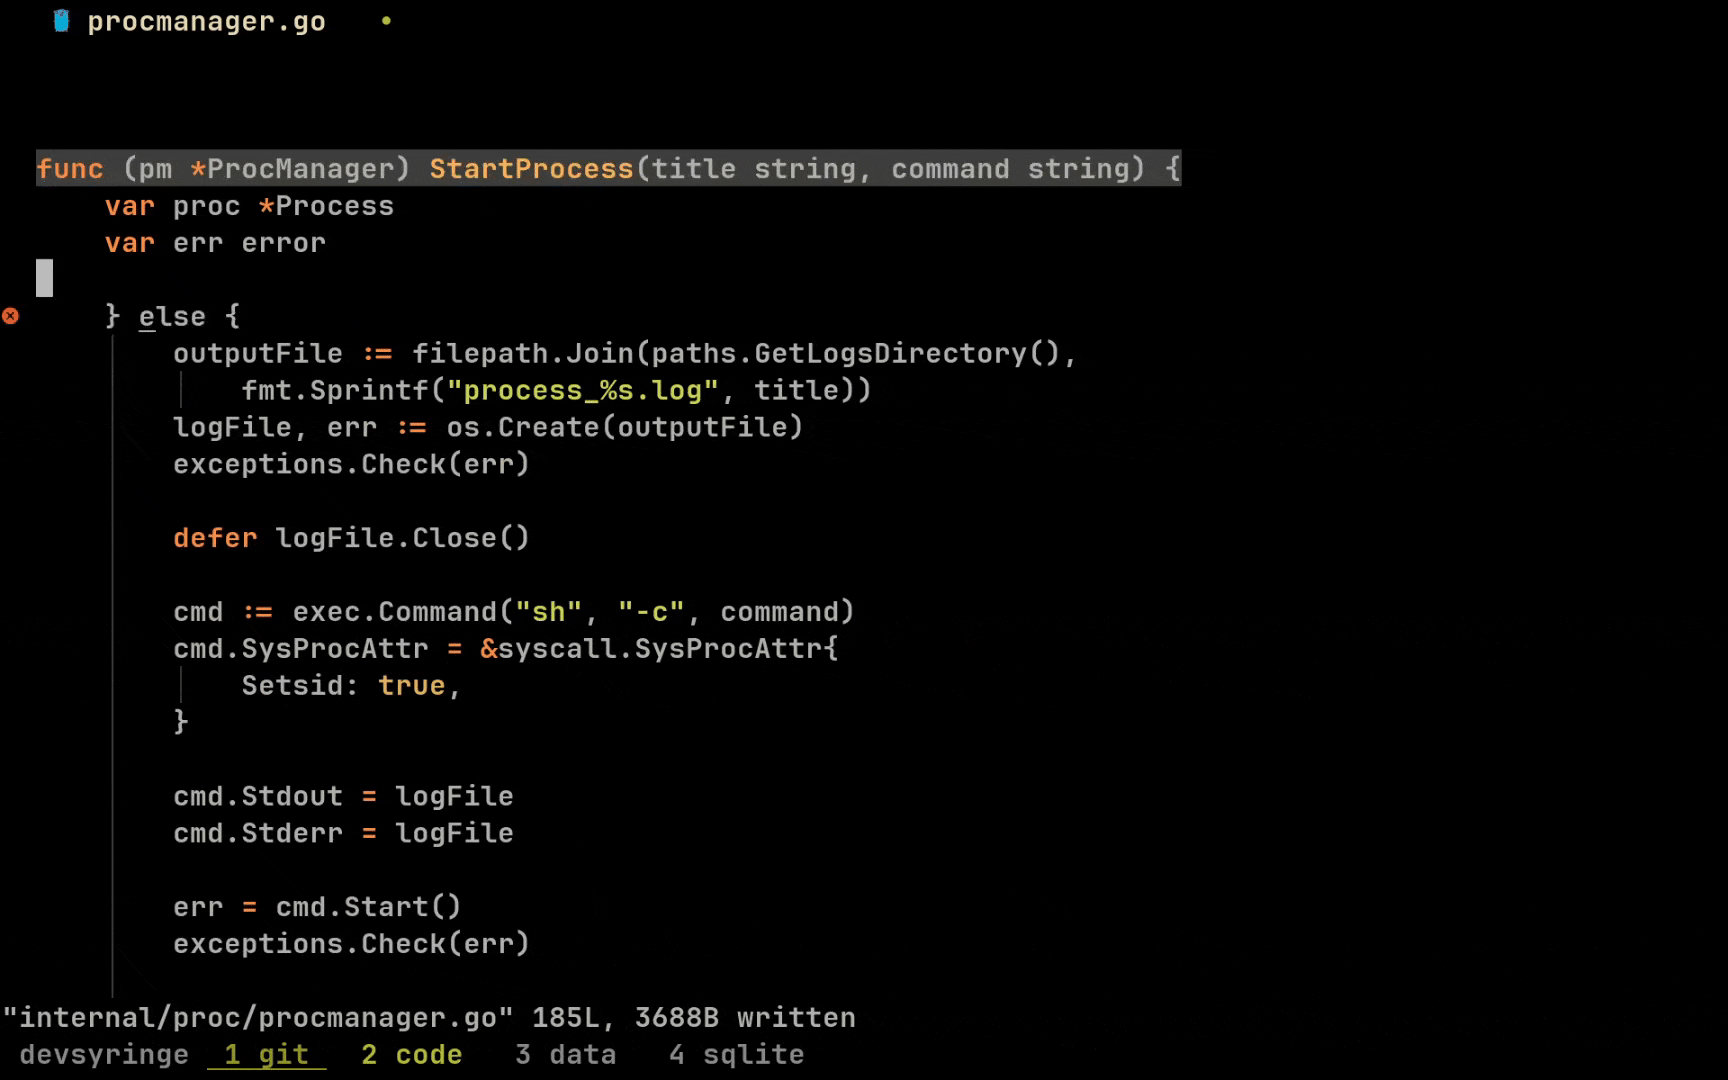 procmanager.go •
func (pm *ProcManager) StartProcess(title string, command string) {
    var proc *Process
    var err error
    } else {
        outputFile := filepath.Join(paths.GetLogsDirectory(),
            fmt.Sprintf("process_%s.log", title))
        logFile, err := os.Create(outputFile)
        exceptions.Check(err)
        defer logFile.Close()
        cmd := exec.Command("sh", "-c", command)
        cmd.SysProcAttr = &syscall.SysProcAttr{
            Setsid: true,
        }
        cmd.Stdout = logFile
        cmd.Stderr = logFile
        err = cmd.Start()
        exceptions.Check(err)
"internal/proc/procmanager.go" 185L, 3688B written
devsyringe 1 git 2 code 3 data 4 sqlite